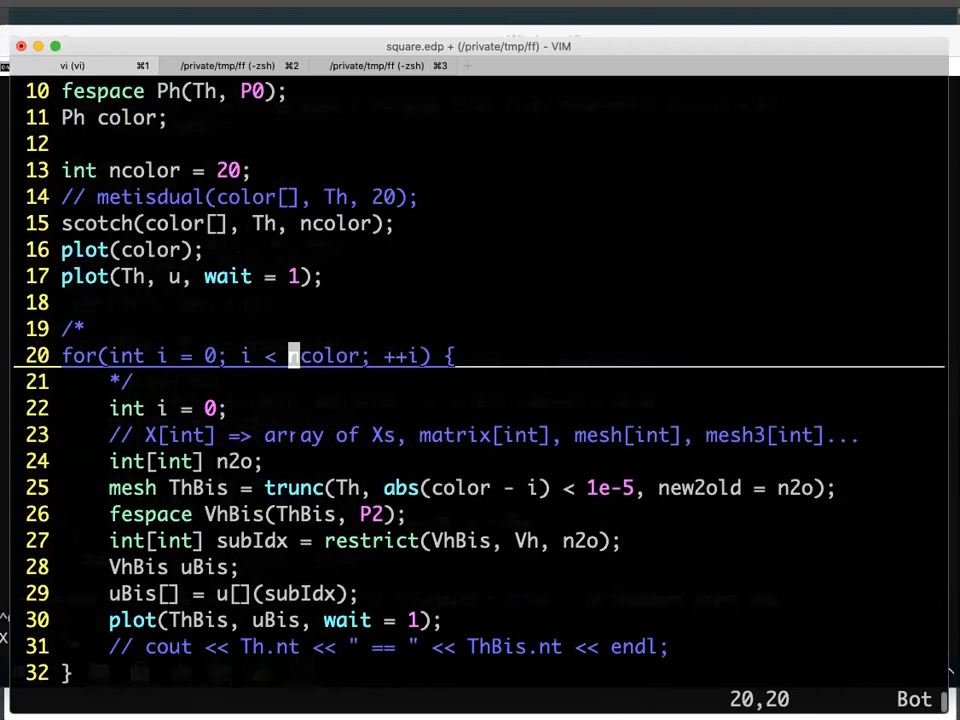 square.edp + (/private/tmp/ff) - VIM
vi (vi) ⌘1 /private/tmp/ff (-zsh) ⌘2 /private/tmp/ff (-zsh) ⌘3 +
10 fespace Ph(Th, P0);
11 Ph color;
12
13 int ncolor = 20;
14 // metisdual(color[], Th, 20);
15 scotch(color[], Th, ncolor);
16 plot(color);
17 plot(Th, u, wait = 1);
18
19 /*
20 for(int i = 0; i < ncolor; ++i) {
21     */
22     int i = 0;
23     // X[int] => array of Xs, matrix[int], mesh[int], mesh3[int]...
24     int[int] n2o;
25     mesh ThBis = trunc(Th, abs(color - i) < 1e-5, new2old = n2o);
26     fespace VhBis(ThBis, P2);
27     int[int] subIdx = restrict(VhBis, Vh, n2o);
28     VhBis uBis;
29     uBis[] = u[](subIdx);
30     plot(ThBis, uBis, wait = 1);
31     // cout << Th.nt << " == " << ThBis.nt << endl;
32 }
20,20 Bot